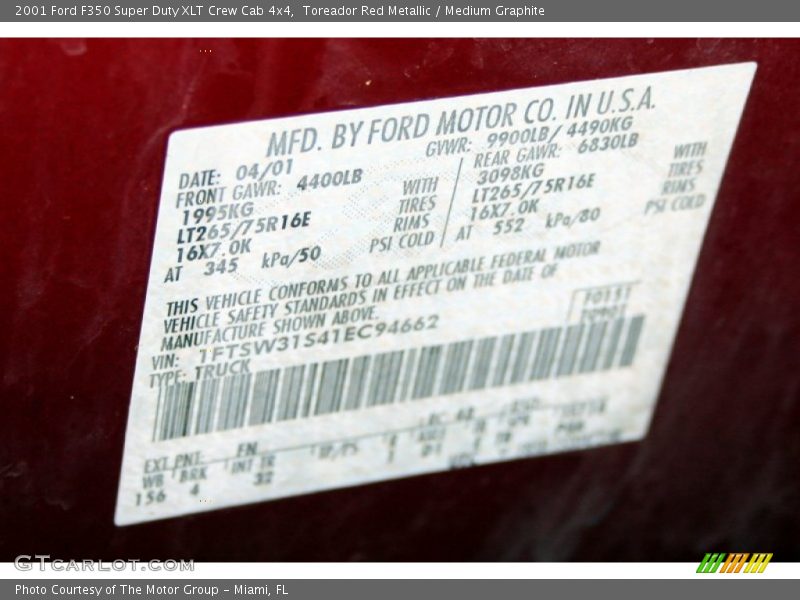 2001 Ford F350 Super Duty XLT Crew Cab 4x4,  Toreador Red Metallic / Medium Graphite
MFD. BY FORD MOTOR CO. IN U.S.A.
DATE: 04/01
GVWR: 9900LB/ 4490KG
FRONT GAWR: 4400LB
1995KG
WITH
LT265/75R16E
TIRES
16X7.0K
RIMS
AT 345 kPa/50
PSI COLD
REAR GAWR: 6830LB
3098KG
WITH
LT265/75R16E
TIRES
16X7.0K
RIMS
AT 552 kPa/80
PSI COLD
THIS VEHICLE CONFORMS TO ALL APPLICABLE FEDERAL MOTOR
VEHICLE SAFETY STANDARDS IN EFFECT ON THE DATE OF
MANUFACTURE SHOWN ABOVE.
VIN: 1FTSW31S41EC94662
TYPE: TRUCK
EXT PNT: FN
WB BRK INT TR
156 4 32
GTCARLOT.COM
Photo Courtesy of The Motor Group - Miami, FL